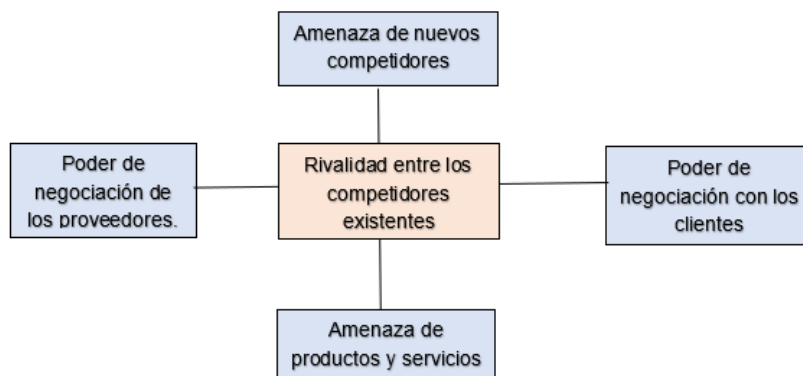 Amenaza de nuevos
competidores
Poder de
negociación de
los proveedores.
Rivalidad entre los
competidores
existentes
Poder de
negociación con los
clientes
Amenaza de
productos y servicios